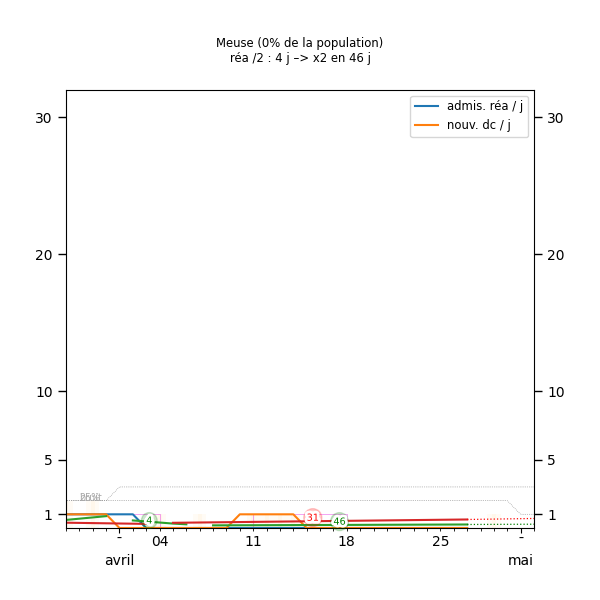 Meuse (0% de la population)
réa /2 : 4 j –> x2 en 46 j
admis. réa / j
nouv. dc / j
30 30
20 20
10 10
5 5
1 1
4 31 46
- 04 11 18 25 -
avril mai